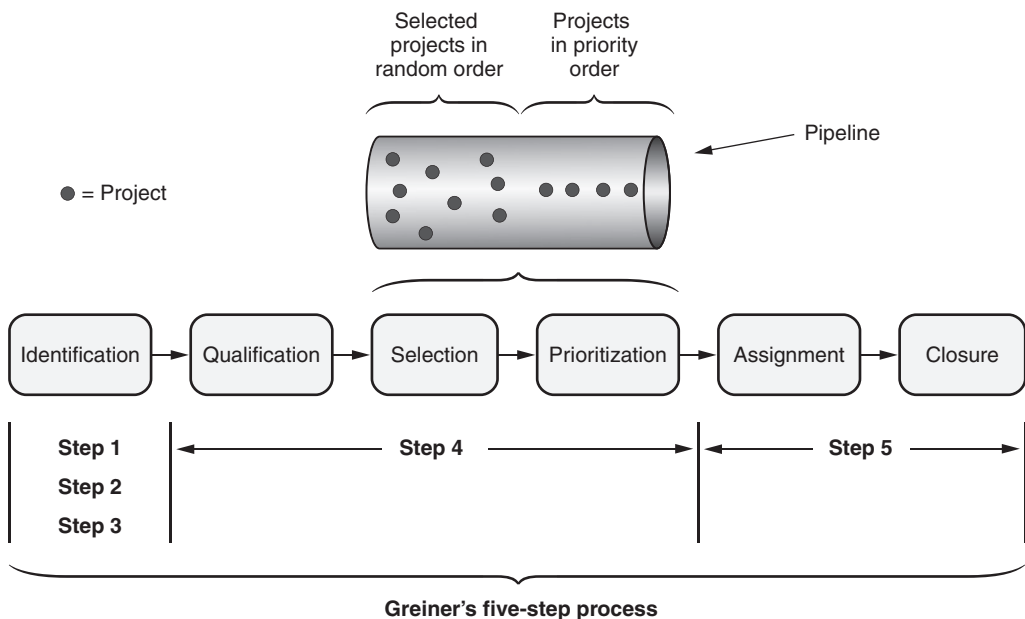 Selected
projects in
random order
Projects
in priority
order
Pipeline
= Project
Identification
Qualification
Selection
Prioritization
Assignment
Closure
Step 1
Step 2
Step 3
Step 4
Step 5
Greiner’s five-step process